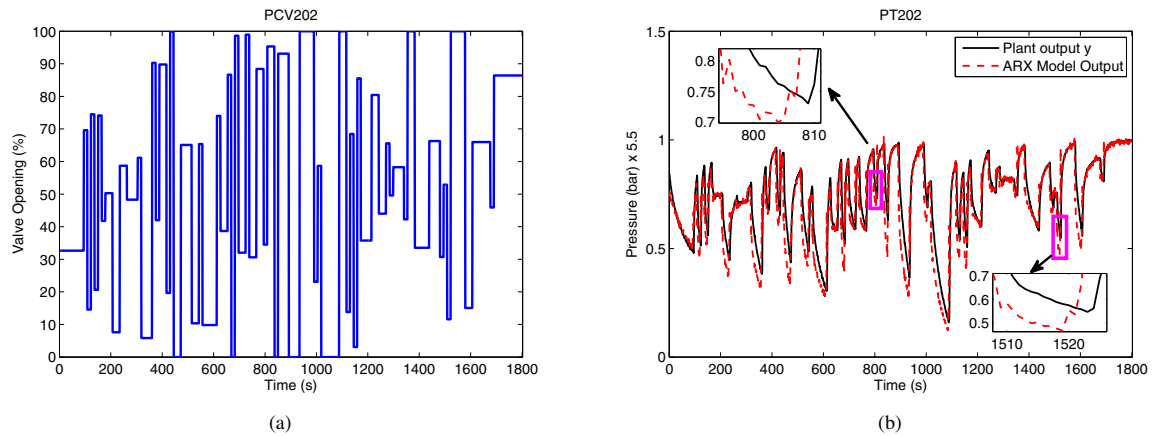 PCV202
Valve Opening (%)
100
90
80
70
60
50
40
30
20
10
0
0 200 400 600 800 1000 1200 1400 1600 1800
Time (s)
(a)
PT202
Pressure (bar) x 5.5
1.5
1
0.5
0
Plant output y
ARX Model Output
0.8
0.75
0.7
800 810
0.7
0.6
0.5
1510 1520
0 200 400 600 800 1000 1200 1400 1600 1800
Time (s)
(b)